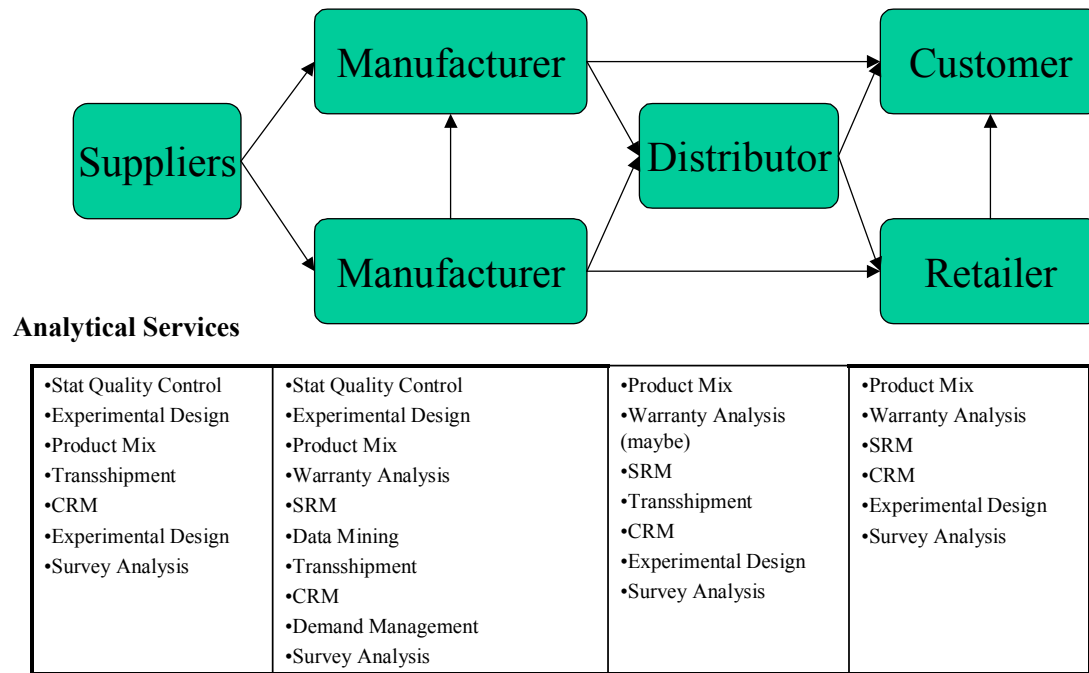 Manufacturer
Customer
Suppliers
Distributor
Manufacturer
Retailer
Analytical Services
•Stat Quality Control
•Experimental Design
•Product Mix
•Transshipment
•CRM
•Experimental Design
•Survey Analysis
•Stat Quality Control
•Experimental Design
•Product Mix
•Warranty Analysis
•SRM
•Data Mining
•Transshipment
•CRM
•Demand Management
•Survey Analysis
•Product Mix
•Warranty Analysis
(maybe)
•SRM
•Transshipment
•CRM
•Experimental Design
•Survey Analysis
•Product Mix
•Warranty Analysis
•SRM
•CRM
•Experimental Design
•Survey Analysis